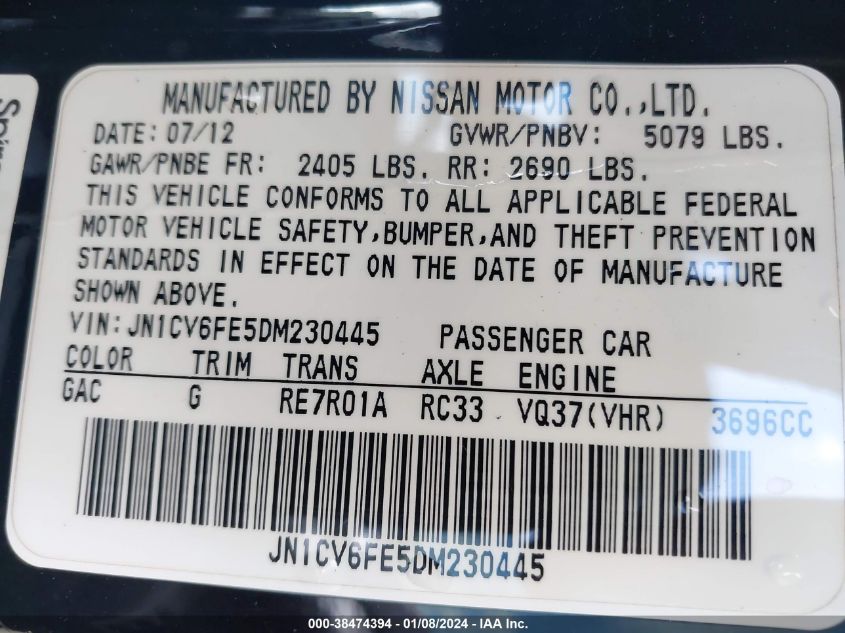 MANUFACTURED BY NISSAN MOTOR CO.,LTD.
DATE: 07/12 GVWR/PNBV: 5079 LBS.
GAWR/PNBE FR: 2405 LBS. RR: 2690 LBS.
THIS VEHICLE CONFORMS TO ALL APPLICABLE FEDERAL
MOTOR VEHICLE SAFETY,BUMPER,AND THEFT PREVENTION
STANDARDS IN EFFECT ON THE DATE OF MANUFACTURE
SHOWN ABOVE.
VIN:JN1CV6FE5DM230445 PASSENGER CAR
COLOR TRIM TRANS AXLE ENGINE
GAC G RE7R01A RC33 VQ37(VHR) 3696CC
JN1CV6FE5DM230445
000-38474394 - 01/08/2024 - IAA Inc.